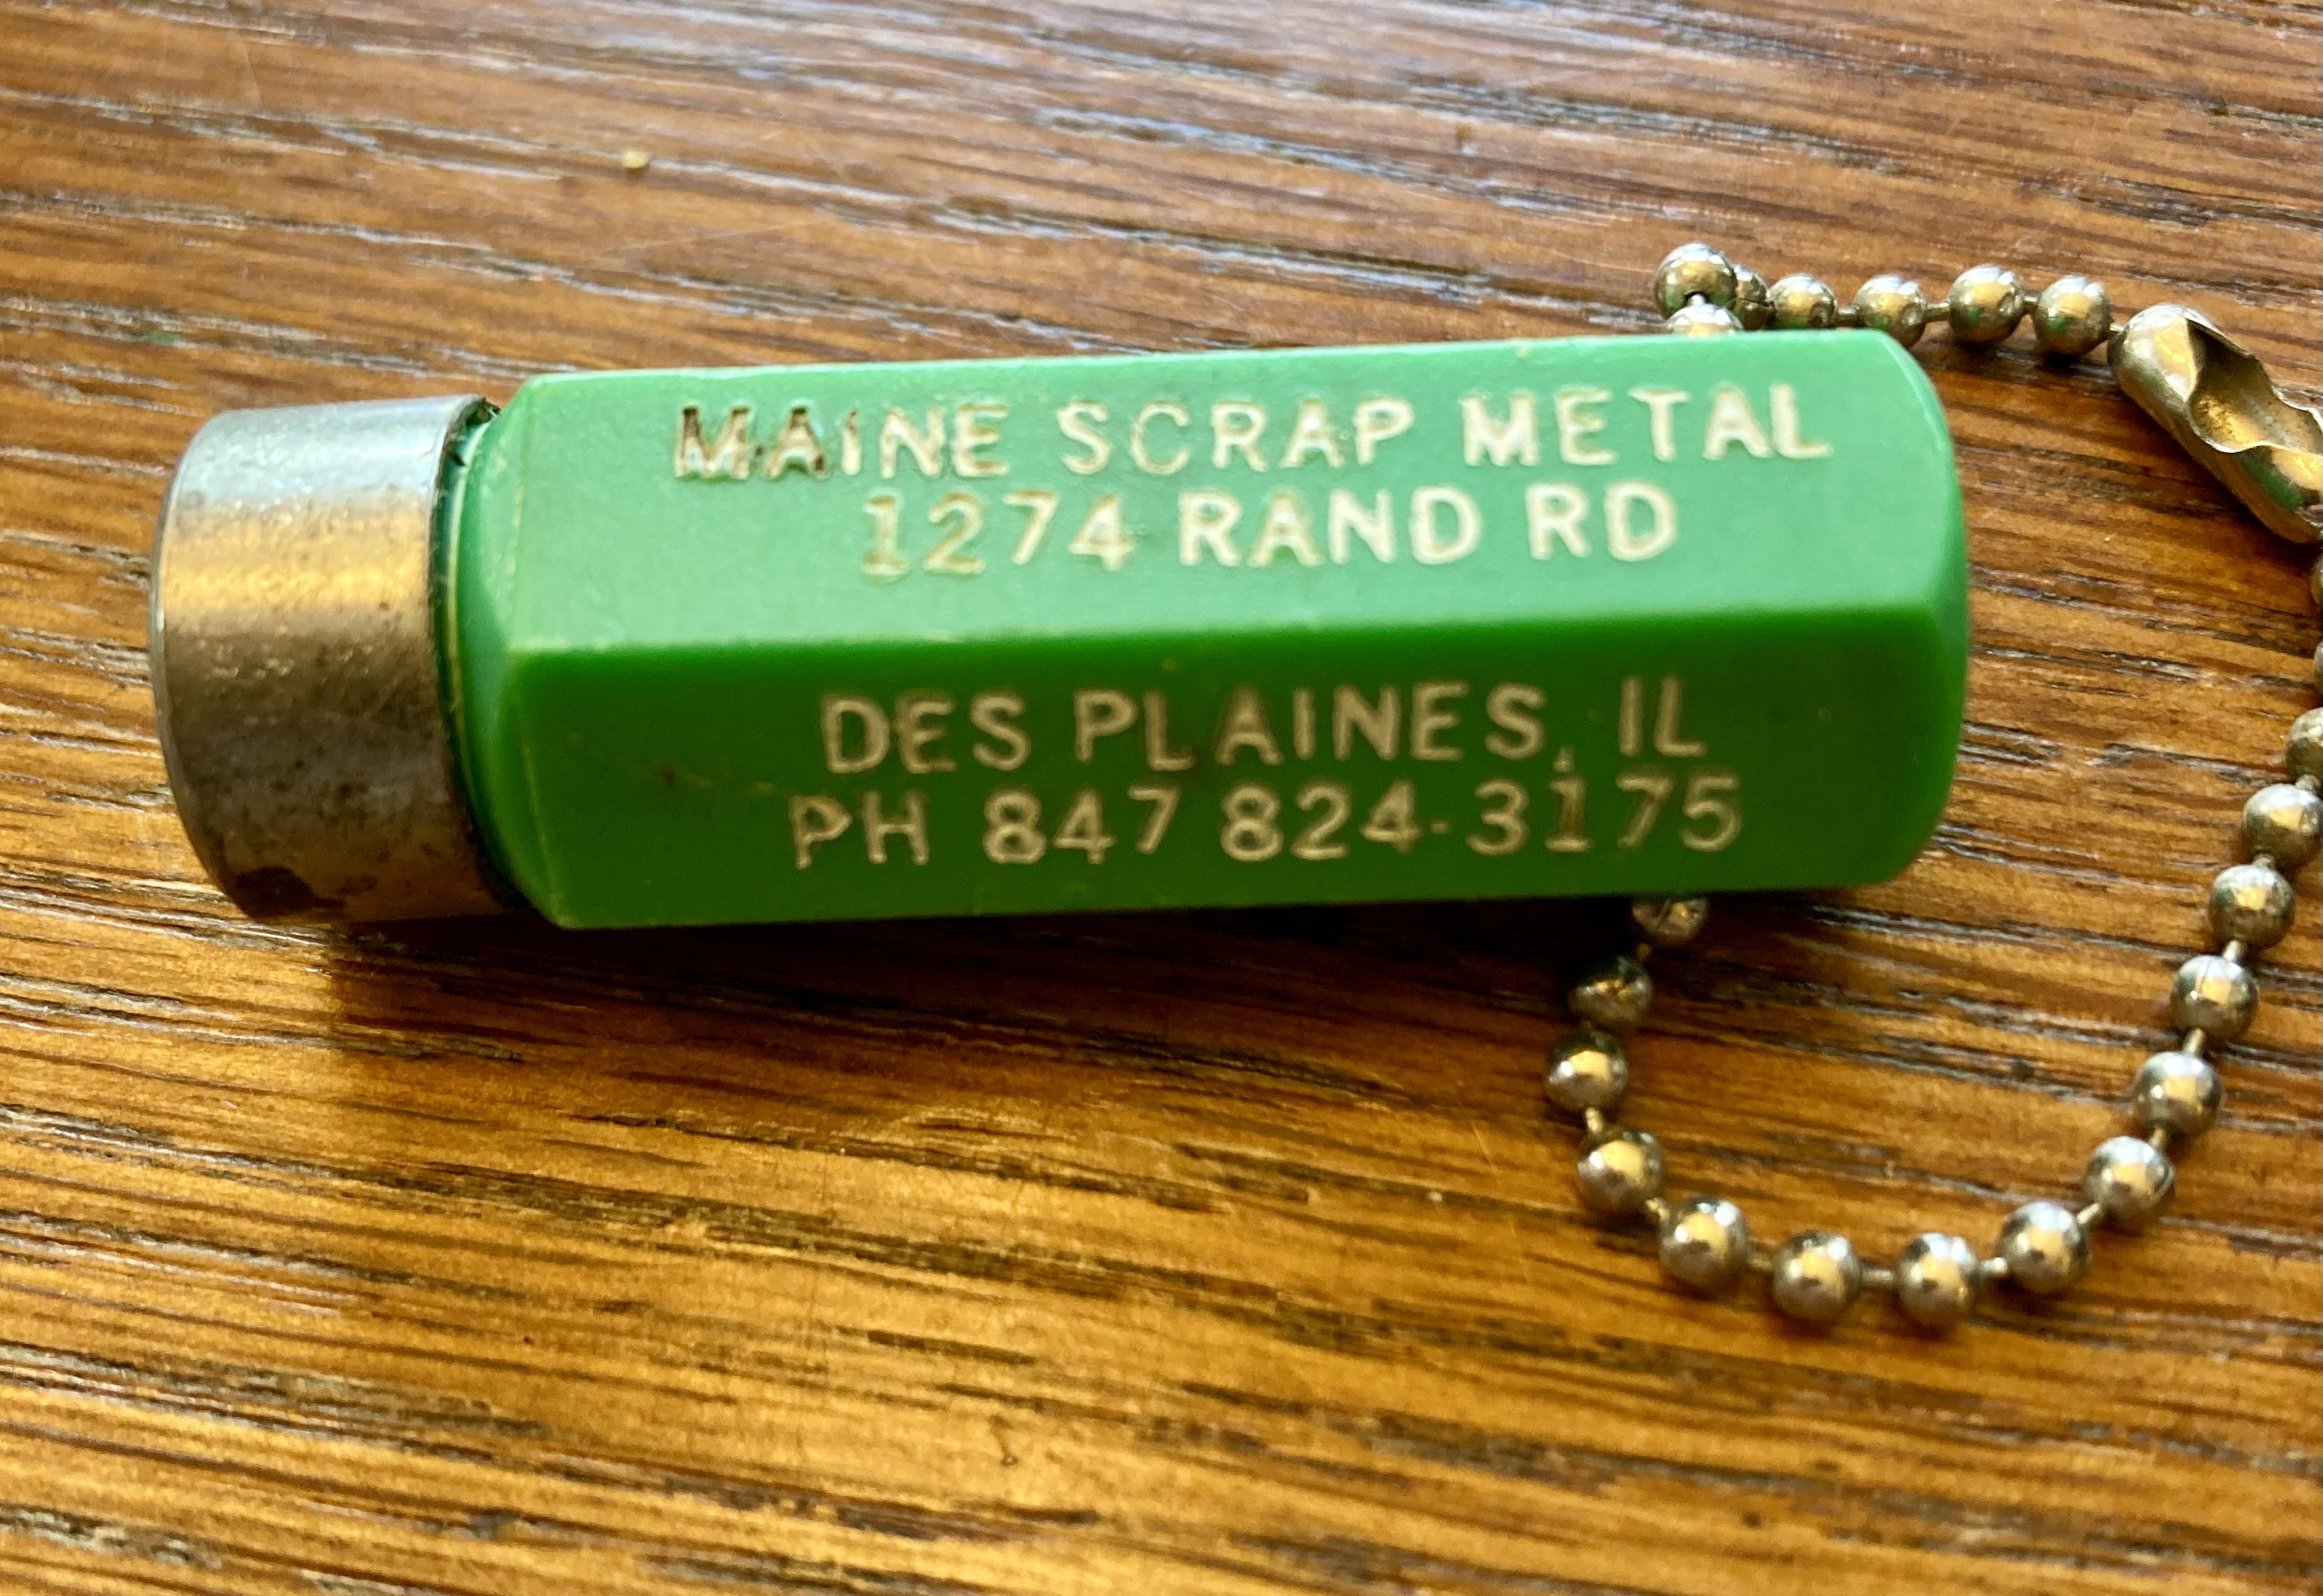 MAINE SCRAP METAL
1274 RAND RD
DES PLAINES, IL
PH 847 824-3175